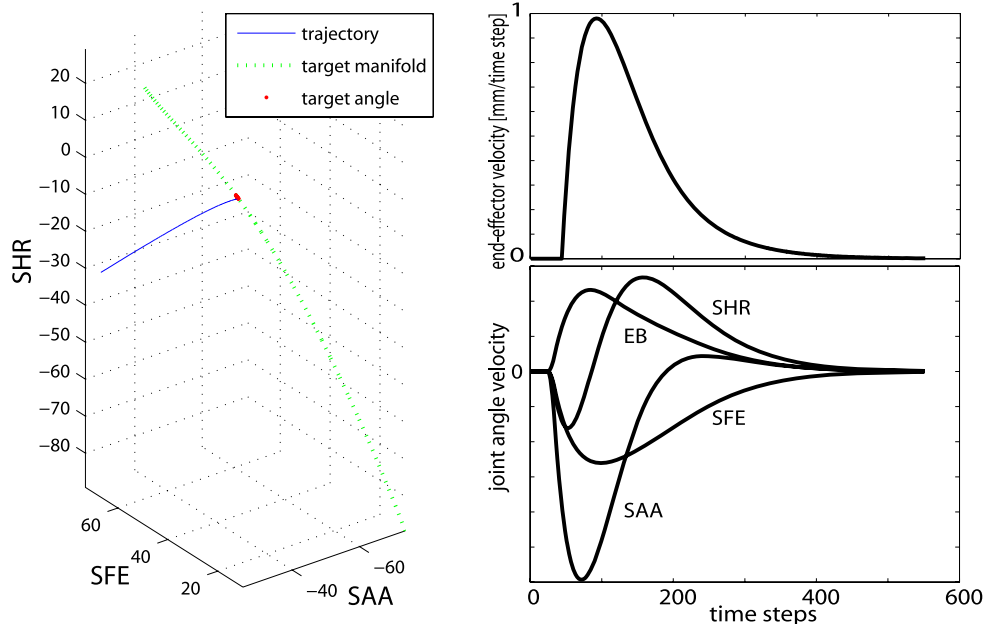 trajectory
target manifold
target angle
20
10
0
−10
−20
−30
−40
−50
−60
−70
−80
SHR
60
40
20
SFE
−40
−60
SAA
1
0
end-effector velocity [mm/time step]
SHR
EB
SFE
SAA
0
joint angle velocity
0
200
400
600
time steps